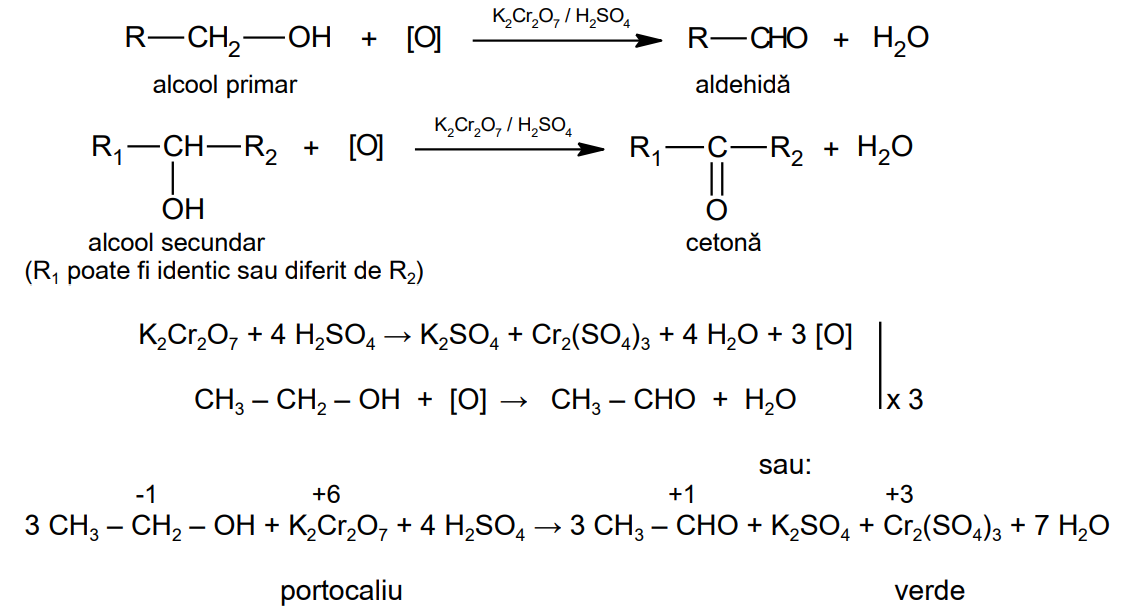 K₂Cr₂O₇ / H₂SO₄
R—CH₂—OH + [O] → R—CHO + H₂O
alcool primar aldehidă
K₂Cr₂O₇ / H₂SO₄
R₁—CH—R₂ + [O] → R₁—C—R₂ + H₂O
OH O
alcool secundar cetonă
(R₁ poate fi identic sau diferit de R₂)
K₂Cr₂O₇ + 4 H₂SO₄ → K₂SO₄ + Cr₂(SO₄)₃ + 4 H₂O + 3 [O]
CH₃ – CH₂ – OH + [O] → CH₃ – CHO + H₂O x 3
sau:
-1 +6 +1 +3
3 CH₃ – CH₂ – OH + K₂Cr₂O₇ + 4 H₂SO₄ → 3 CH₃ – CHO + K₂SO₄ + Cr₂(SO₄)₃ + 7 H₂O
portocaliu verde